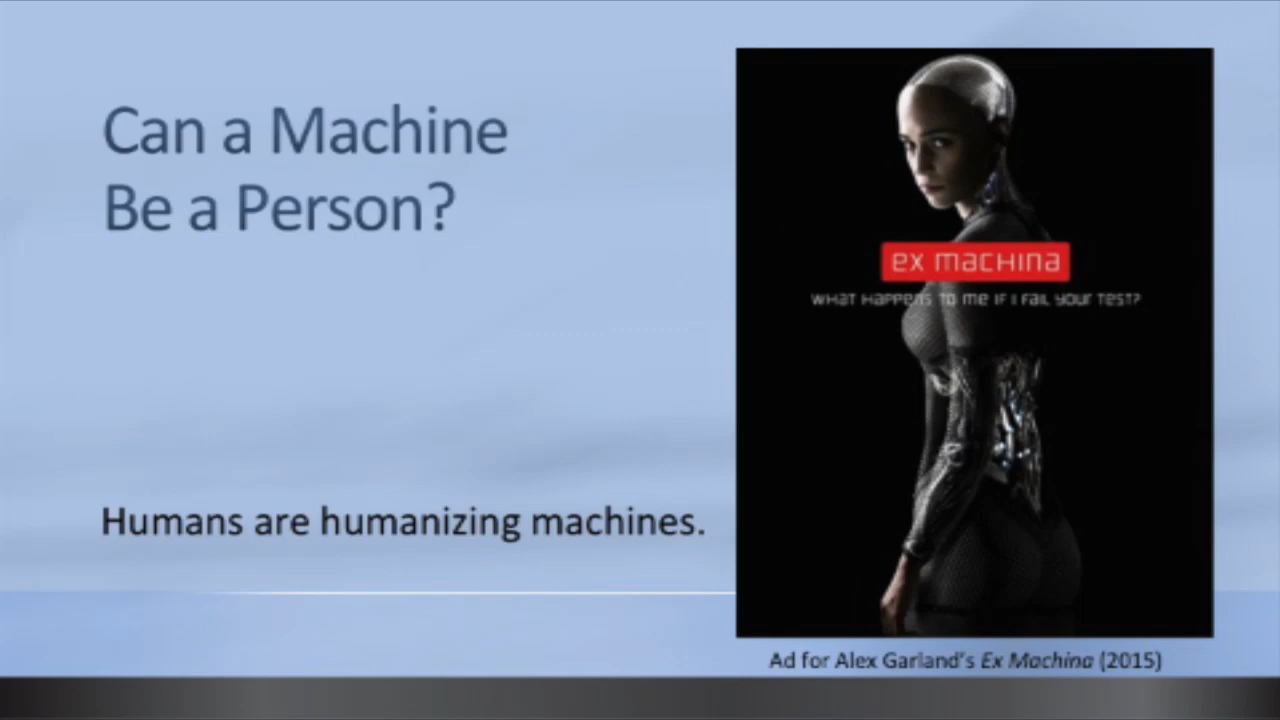 Can a Machine
Be a Person?
Humans are humanizing machines.
ex machina
WHAT HAPPENS TO ME IF I FAIL YOUR TEST?
Ad for Alex Garland's Ex Machina (2015)